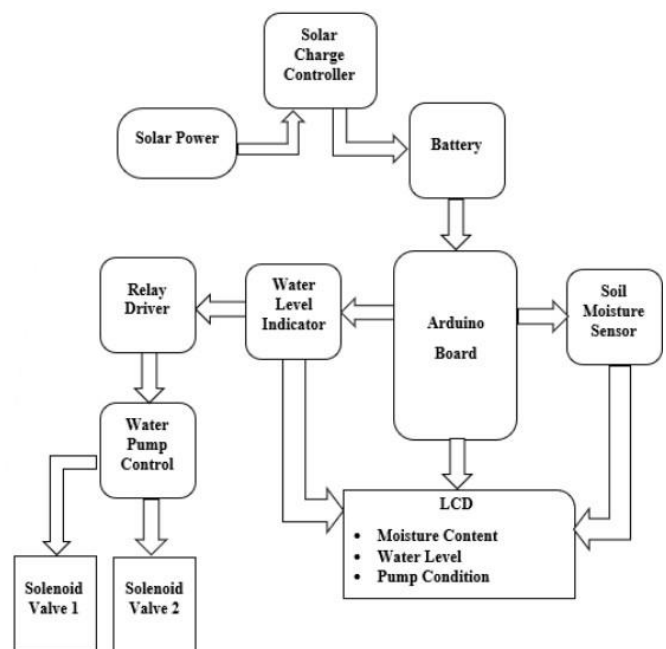 Solar
Charge
Controller
Solar Power
Battery
Relay
Driver
Water
Level
Indicator
Arduino
Board
Soil
Moisture
Sensor
Water
Pump
Control
LCD
• Moisture Content
• Water Level
• Pump Condition
Solenoid
Valve 1
Solenoid
Valve 2